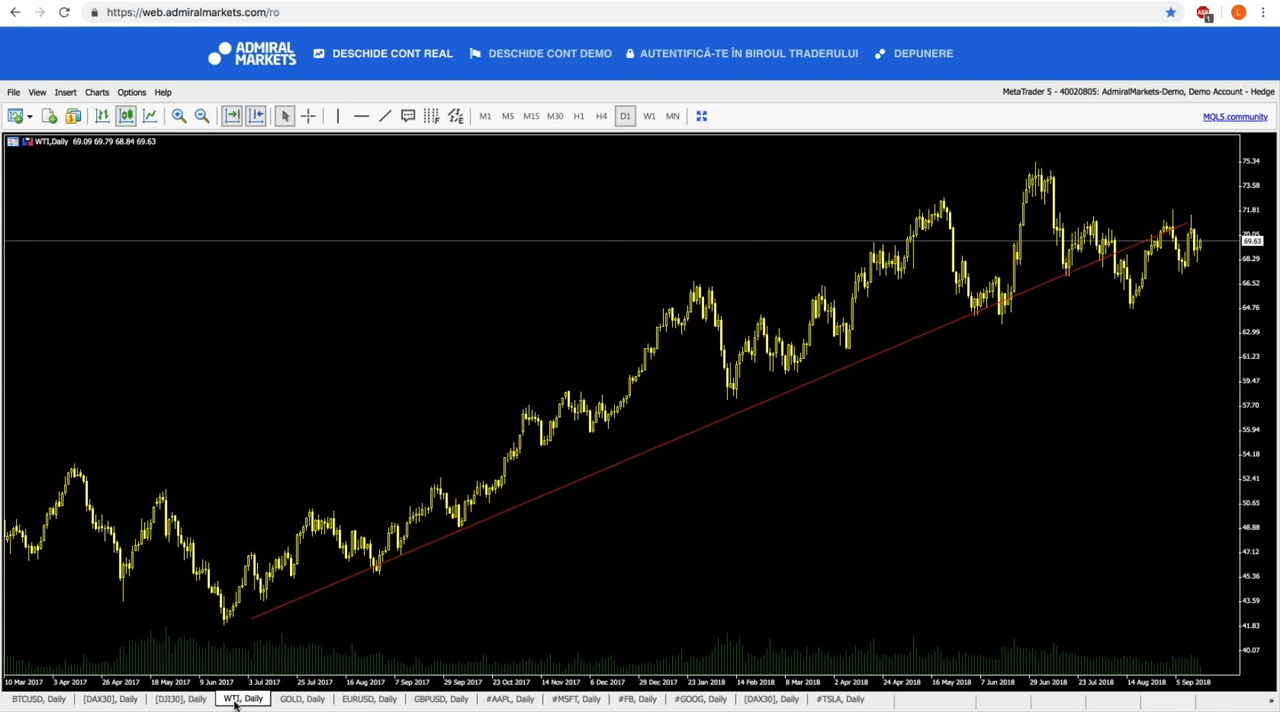 https://web.admiralmarkets.com/ro
ABP
1
L
ADMIRAL
MARKETS
DESCHIDE CONT REAL
DESCHIDE CONT DEMO
AUTENTIFICĂ-TE ÎN BIROUL TRADERULUI
DEPUNERE
File View Insert Charts Options Help
MetaTrader 5 - 40020805: AdmiralMarkets-Demo, Demo Account - Hedge
M1 M5 M15 M30 H1 H4 D1 W1 MN
MQL5.community
WTI,Daily 69.09 69.79 68.84 69.63
75.34
73.58
71.81
70.05
69.63
68.29
66.52
64.76
62.99
61.23
59.47
57.70
55.94
54.18
52.41
50.65
48.88
47.12
45.36
43.59
41.83
40.07
10 Mar 2017 3 Apr 2017 26 Apr 2017 18 May 2017 9 Jun 2017 3 Jul 2017 25 Jul 2017 16 Aug 2017 7 Sep 2017 29 Sep 2017 23 Oct 2017 14 Nov 2017 6 Dec 2017 29 Dec 2017 23 Jan 2018 14 Feb 2018 8 Mar 2018 2 Apr 2018 24 Apr 2018 16 May 2018 7 Jun 2018 29 Jun 2018 23 Jul 2018 14 Aug 2018 5 Sep 2018
BTCUSD, Daily [DAX30], Daily [DJI30], Daily WTI, Daily GOLD, Daily EURUSD, Daily GBPUSD, Daily #AAPL, Daily #MSFT, Daily #FB, Daily #GOOG, Daily [DAX30], Daily #TSLA, Daily